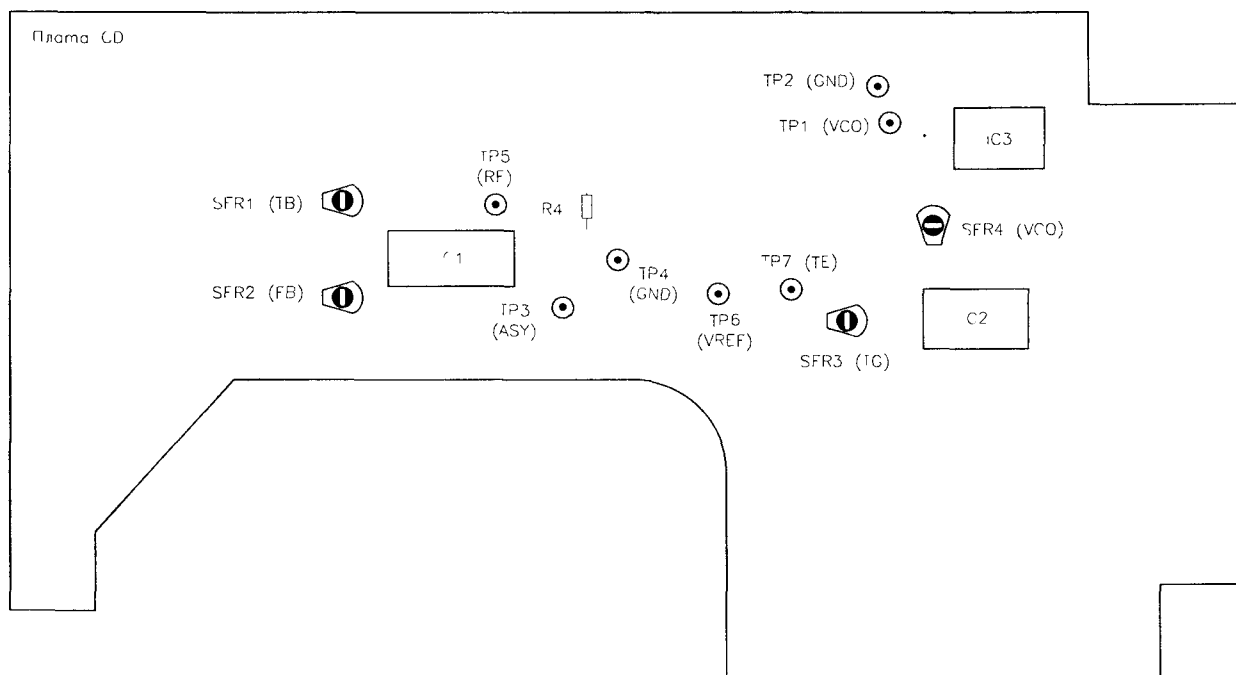 Плата CD
TP2 (GND)
TP1 (VCO)
IC3
TP5
(RF)
SFR1 (TB)
R4
SFR4 (VCO)
C1
TP7 (TE)
TP4
(GND)
SFR2 (FB)
TP3
(ASY)
TP6
(VREF)
C2
SFR3 (TG)